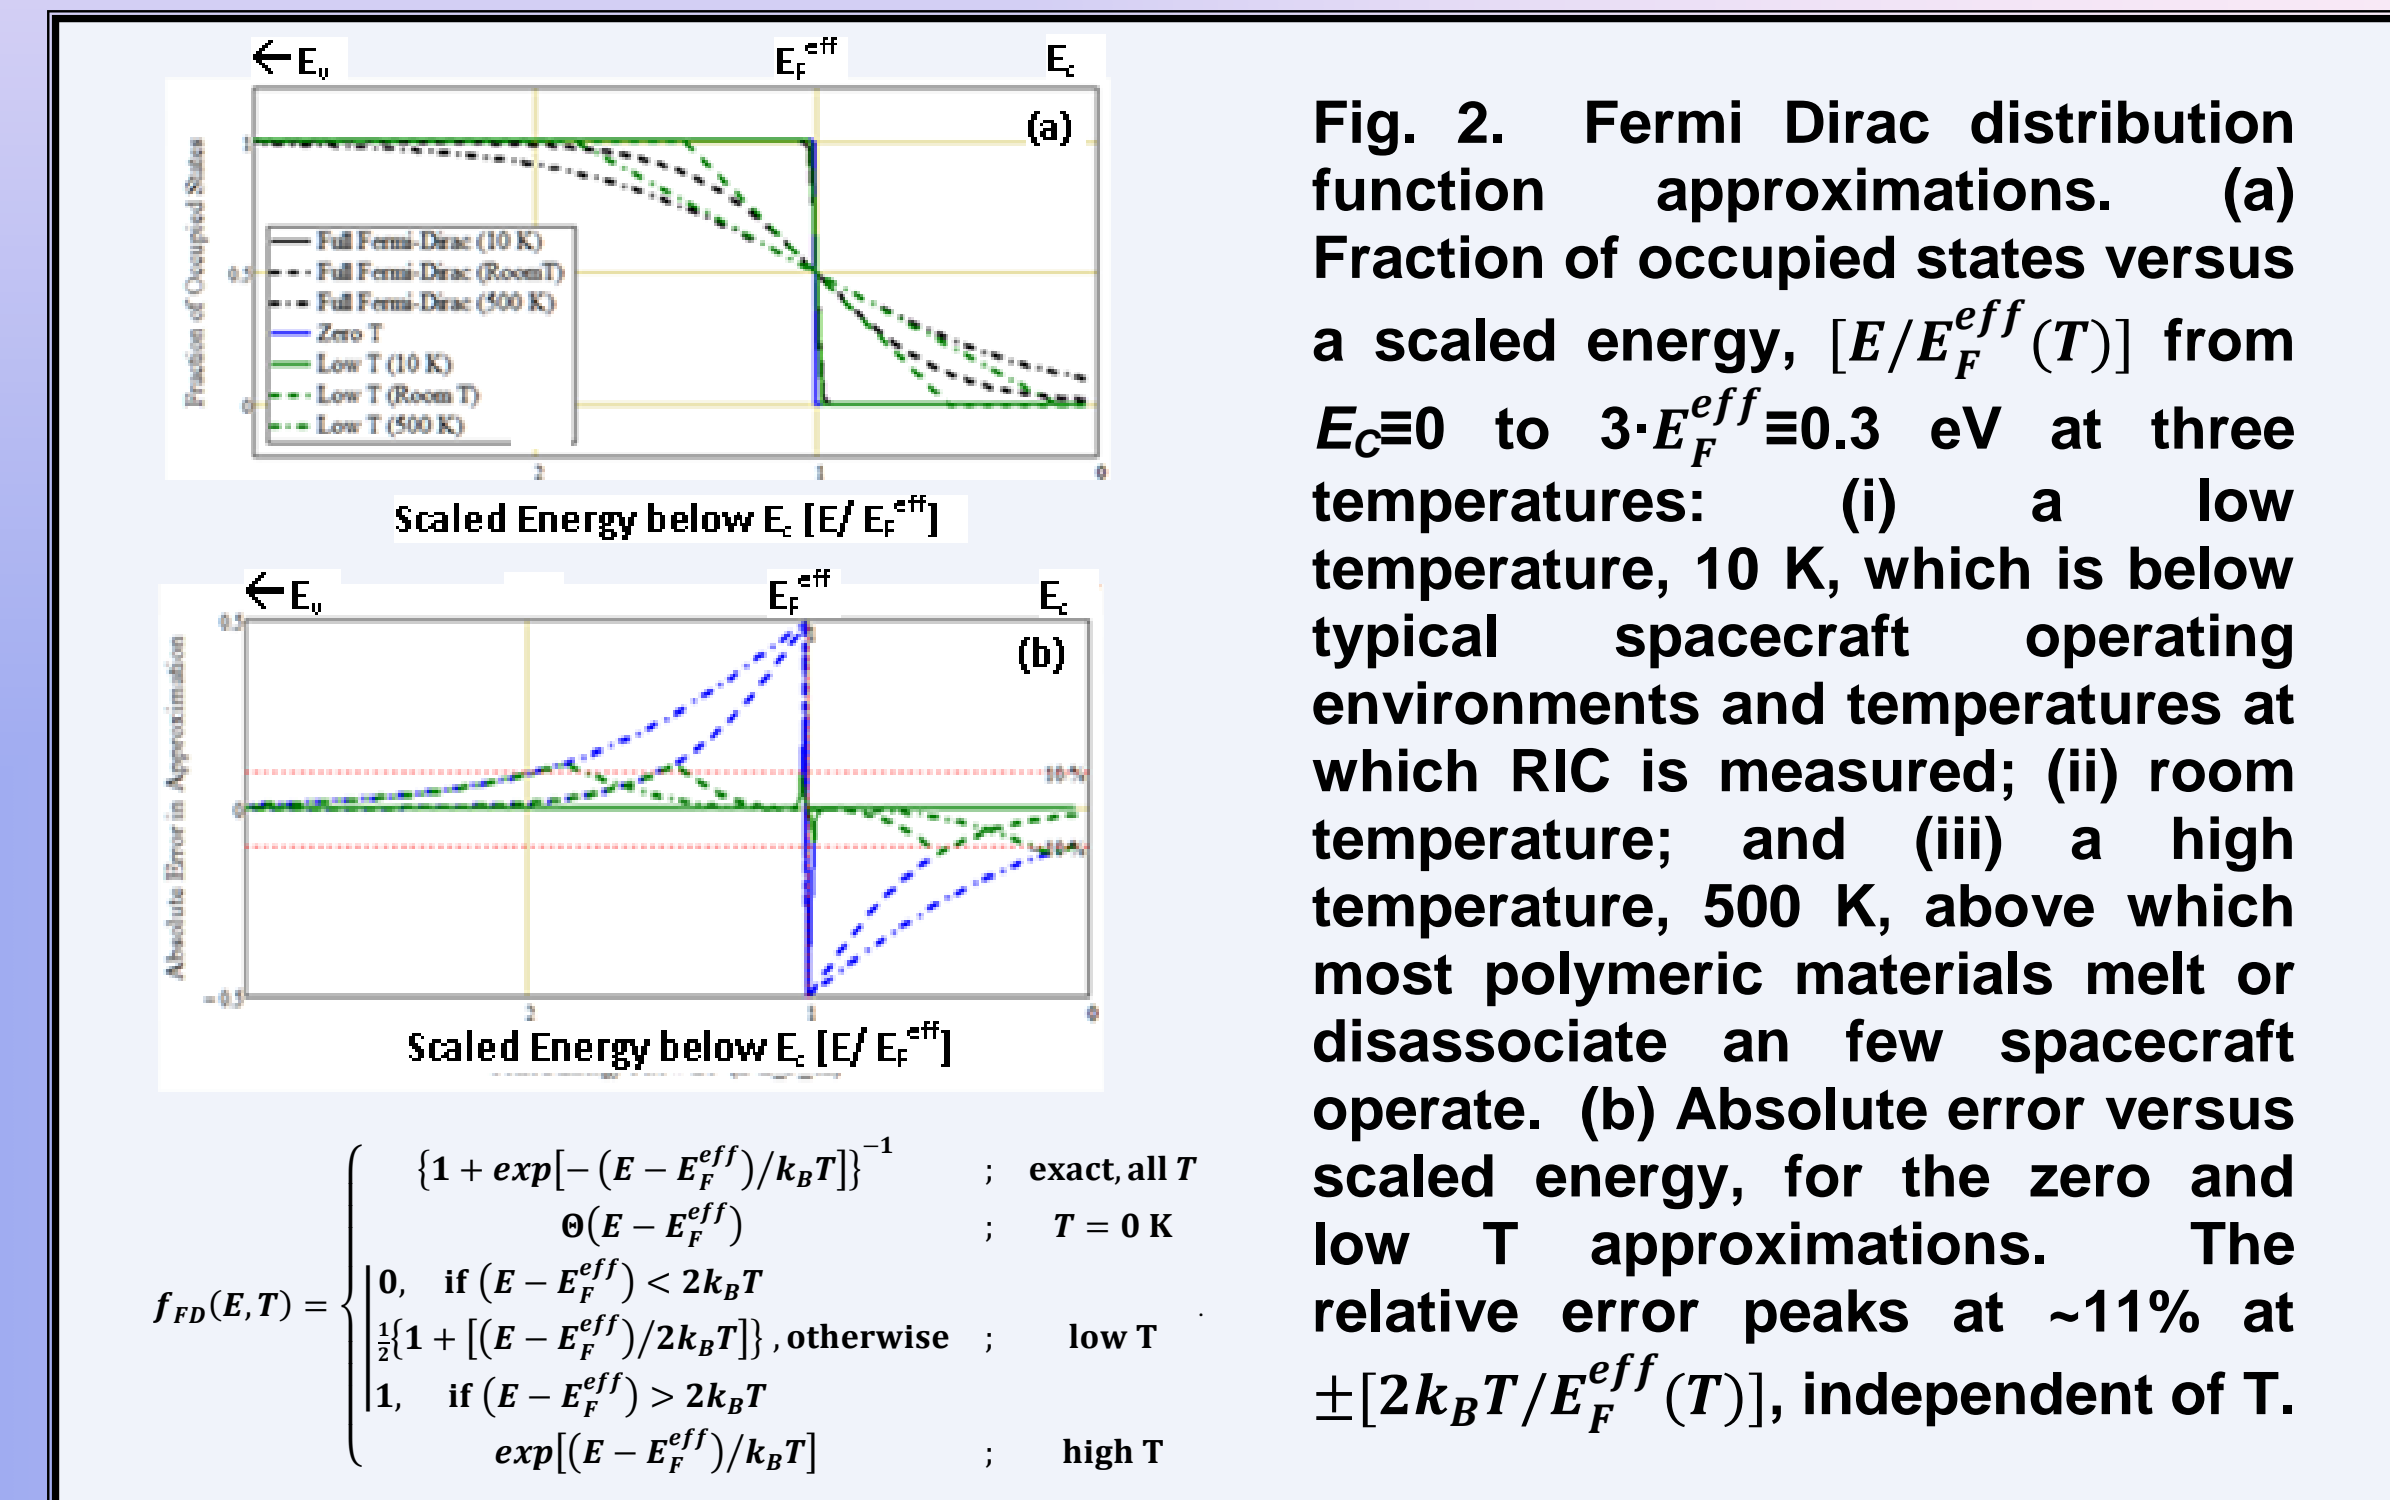 ←Eᵥ E_F^eff E_c
(a)
Fraction of Occupied States
1
0.5
0
Full Fermi-Dirac (10 K)
Full Fermi-Dirac (RoomT)
Full Fermi-Dirac (500 K)
Zero T
Low T (10 K)
Low T (Room T)
Low T (500 K)
2 1 0
Scaled Energy below E_c [E/ E_F^eff]
←Eᵥ E_F^eff E_c
(b)
Absolute Error in Approximation
0.5
10 %
0
-0.5
2 1 0
Scaled Energy below E_c [E/ E_F^eff]
f_FD(E, T) =
{1 + exp[−(E − E_F^eff)/k_BT]}^−1 ; exact, all T
Θ(E − E_F^eff) ; T = 0 K
0, if (E − E_F^eff) < 2k_BT
½{1 + [(E − E_F^eff)/2k_BT]} , otherwise ; low T
1, if (E − E_F^eff) > 2k_BT
exp[(E − E_F^eff)/k_BT] ; high T
.
Fig. 2. Fermi Dirac distribution
function approximations. (a)
Fraction of occupied states versus
a scaled energy, [E/E_F^eff(T)] from
E_C≡0 to 3·E_F^eff≡0.3 eV at three
temperatures: (i) a low
temperature, 10 K, which is below
typical spacecraft operating
environments and temperatures at
which RIC is measured; (ii) room
temperature; and (iii) a high
temperature, 500 K, above which
most polymeric materials melt or
disassociate an few spacecraft
operate. (b) Absolute error versus
scaled energy, for the zero and
low T approximations. The
relative error peaks at ~11% at
±[2k_BT/E_F^eff(T)], independent of T.